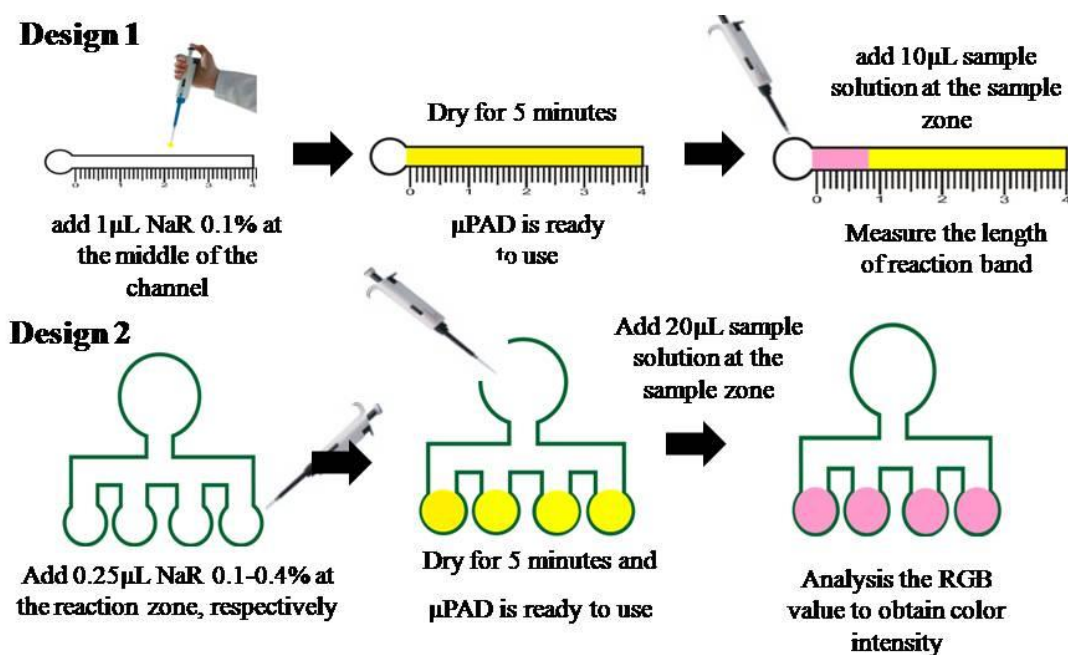 Design 1
add 1μL NaR 0.1% at
the middle of the
channel
0 1 2 3 4
Dry for 5 minutes
0 1 2 3 4
μPAD is ready
to use
add 10μL sample
solution at the sample
zone
0 1 2 3 4
Measure the length
of reaction band
Design 2
Add 0.25μL NaR 0.1-0.4% at
the reaction zone, respectively
Dry for 5 minutes and
μPAD is ready to use
Add 20μL sample
solution at the
sample zone
Analysis the RGB
value to obtain color
intensity